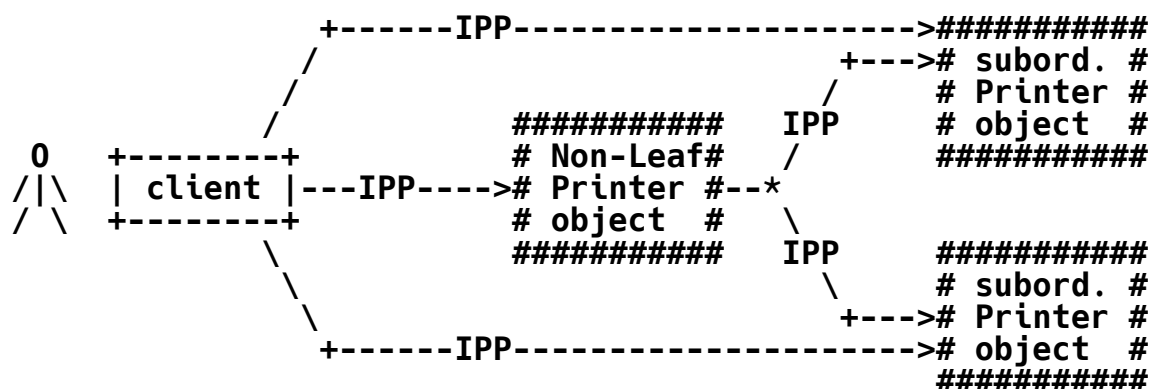 +------IPP--------------------->###########
/ +--->#  subord. #
/ / # Printer #
/ ########### IPP # object #
O +--------+ # Non-Leaf# / ###########
/|\ | client |---IPP----># Printer #--*
/ \ +--------+ # object # \
\ ########### IPP ###########
\ \ # subord. #
\ +---># Printer #
+------IPP---------------------># object #
###########